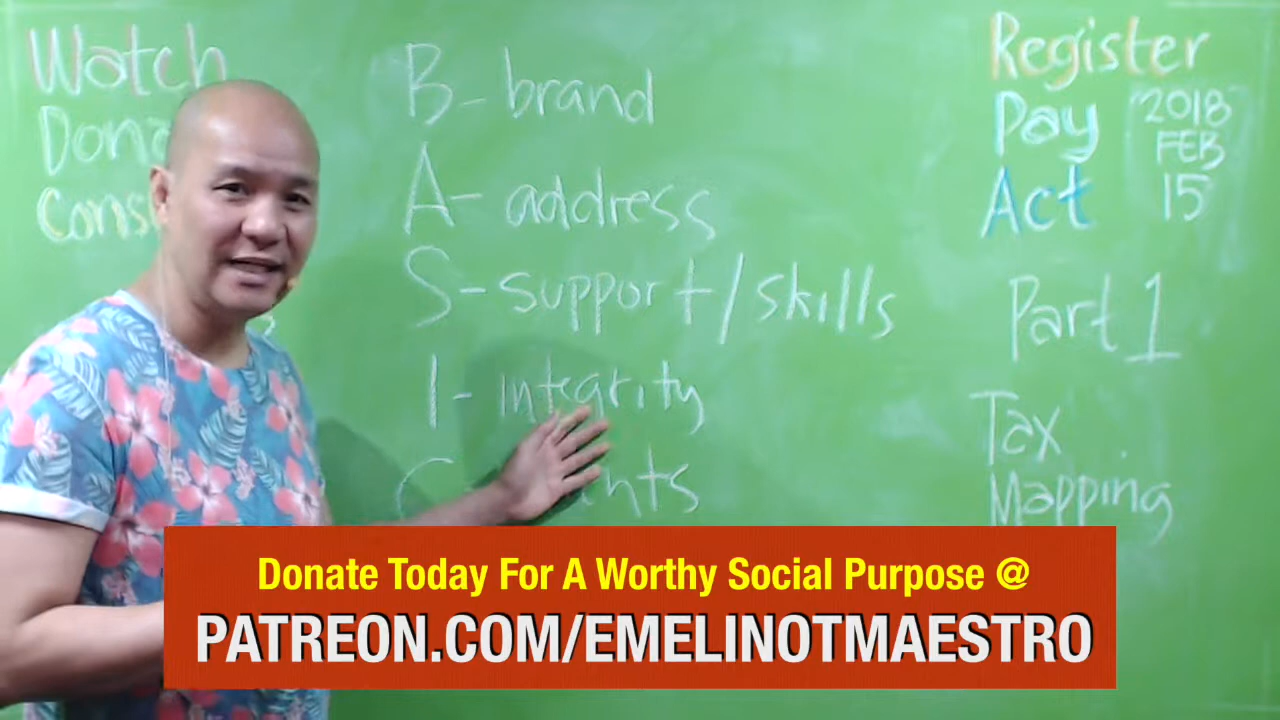 Watch
B- brand
A- address
S- support/skills
I- integrity
Register
Pay
Act
2018
FEB
15
Part 1
Tax
Mapping
Donate Today For A Worthy Social Purpose @
PATREON.COM/EMELINOTMAESTRO